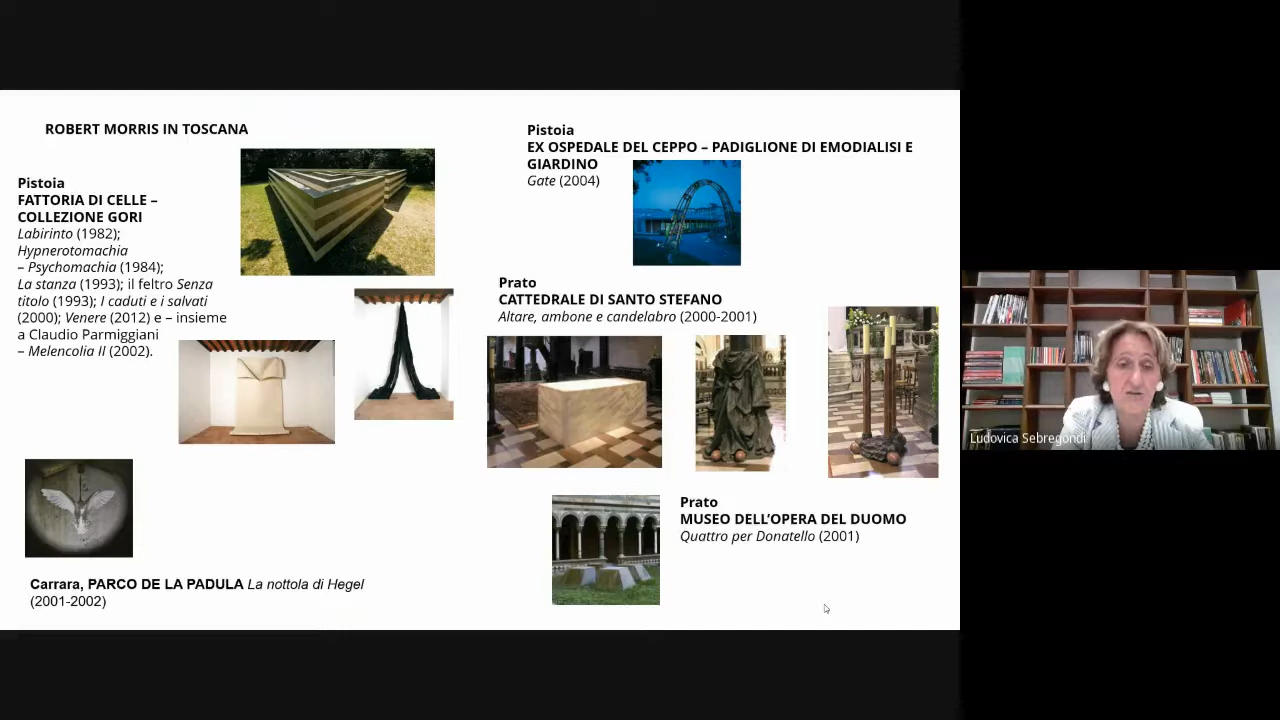 ROBERT MORRIS IN TOSCANA
Pistoia
FATTORIA DI CELLE –
COLLEZIONE GORI
Labirinto (1982);
Hypnerotomachia
– Psychomachia (1984);
La stanza (1993); il feltro Senza
titolo (1993); I caduti e i salvati
(2000); Venere (2012) e – insieme
a Claudio Parmiggiani
– Melencolia II (2002).
Carrara, PARCO DE LA PADULA La nottola di Hegel
(2001-2002)
Pistoia
EX OSPEDALE DEL CEPPO – PADIGLIONE DI EMODIALISI E
GIARDINO
Gate (2004)
Prato
CATTEDRALE DI SANTO STEFANO
Altare, ambone e candelabro (2000-2001)
Prato
MUSEO DELL’OPERA DEL DUOMO
Quattro per Donatello (2001)
Ludovica Sebregondi